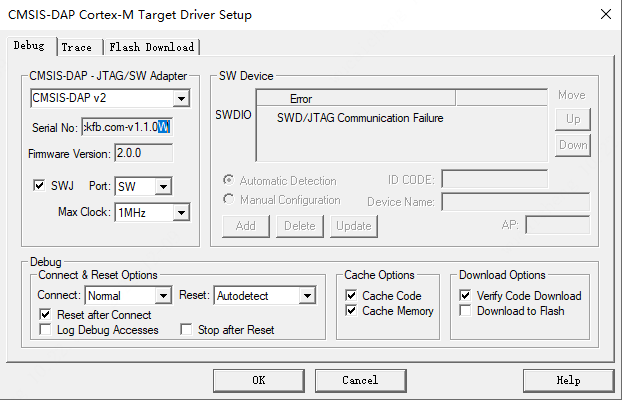 CMSIS-DAP Cortex-M Target Driver Setup
Debug Trace Flash Download
CMSIS-DAP - JTAG/SW Adapter
CMSIS-DAP v2
Serial No: :kfb.com-v1.1.0W
Firmware Version: 2.0.0
SWJ Port: SW
Max Clock: 1MHz
SW Device
Error
SWDIO SWD/JTAG Communication Failure
Move
Up
Down
Automatic Detection ID CODE:
Manual Configuration Device Name:
Add Delete Update AP:
Debug
Connect & Reset Options
Connect: Normal Reset: Autodetect
Reset after Connect
Log Debug Accesses Stop after Reset
Cache Options
Cache Code
Cache Memory
Download Options
Verify Code Download
Download to Flash
OK Cancel Help